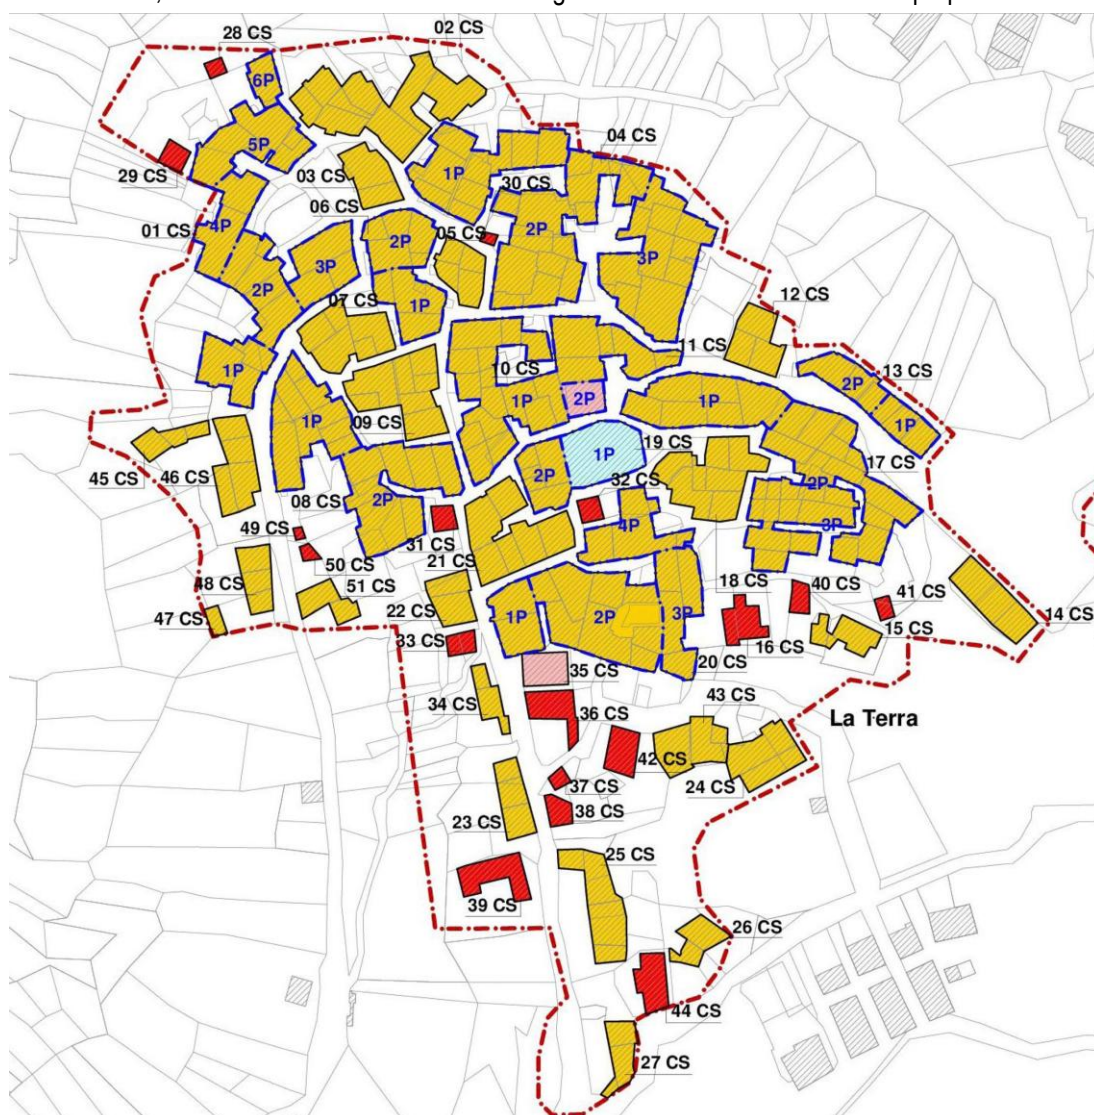 28 CS
02 CS
6P
04 CS
5P
1P
29 CS
03 CS
30 CS
06 CS
01 CS
4P
05 CS
2P
2P
3P
3P
2P
12 CS
07 CS
1P
11 CS
10 CS
1P
2P
13 CS
1P
2P
1P
1P
1P
09 CS
19 CS
45 CS
46 CS
1P
17 CS
2P
32 CS
2P
08 CS
2P
4P
3P
49 CS
31 CS
50 CS
21 CS
48 CS
51 CS
18 CS
40 CS
41 CS
47 CS
22 CS
1P
2P
3P
14 CS
33 CS
16 CS
15 CS
20 CS
35 CS
34 CS
36 CS
43 CS
La Terra
42 CS
37 CS
24 CS
38 CS
23 CS
25 CS
39 CS
26 CS
44 CS
27 CS